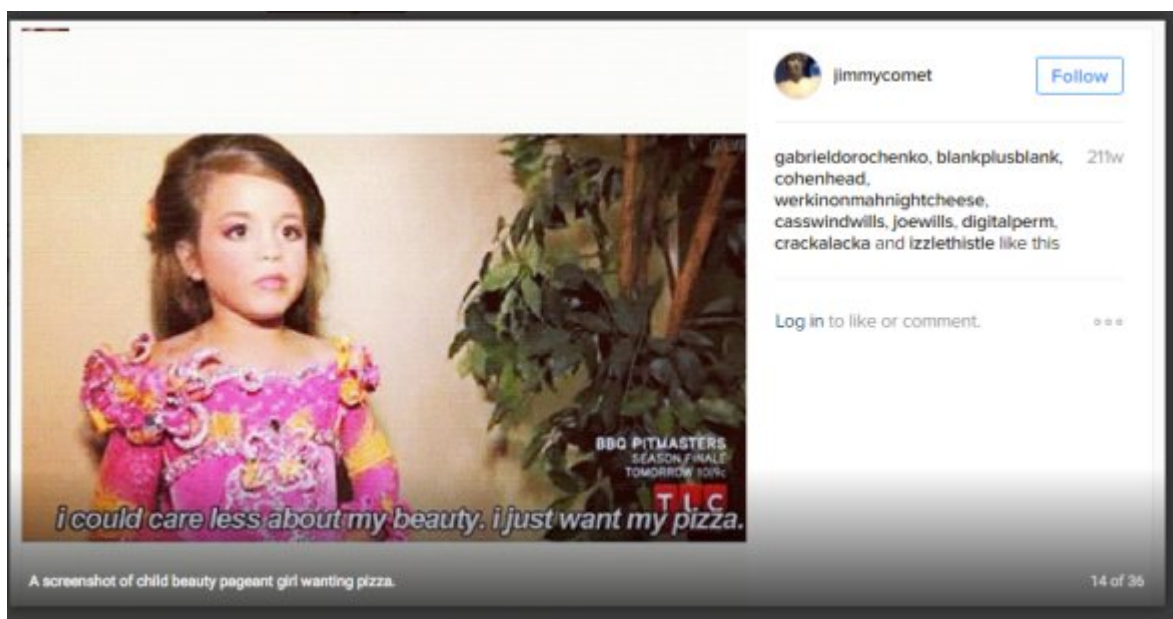 jimmycomet
Follow
gabrieldorochenko, blankplusblank,
211w
cohenhead,
werkinonmahnightcheese,
casswindwills, joewills, digitalperm,
crackalacka and izzlethistle like this
Log in to like or comment.
BBQ PITMASTERS
SEASON FINALE
TOMORROW 10/9c
TLC
i could care less about my beauty. i just want my pizza.
A screenshot of child beauty pageant girl wanting pizza.
14 of 36